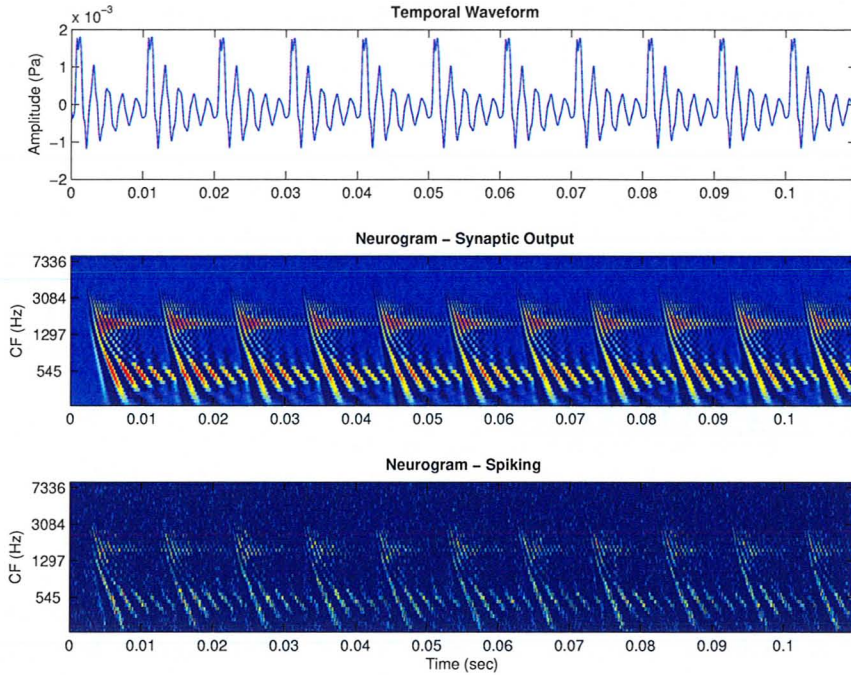 Temporal Waveform
x 10⁻³
2
1
0
−1
−2
Amplitude (Pa)
0 0.01 0.02 0.03 0.04 0.05 0.06 0.07 0.08 0.09 0.1
Neurogram − Synaptic Output
7336
3084
1297
545
CF (Hz)
0 0.01 0.02 0.03 0.04 0.05 0.06 0.07 0.08 0.09 0.1
Neurogram − Spiking
7336
3084
1297
545
CF (Hz)
0 0.01 0.02 0.03 0.04 0.05 0.06 0.07 0.08 0.09 0.1
Time (sec)